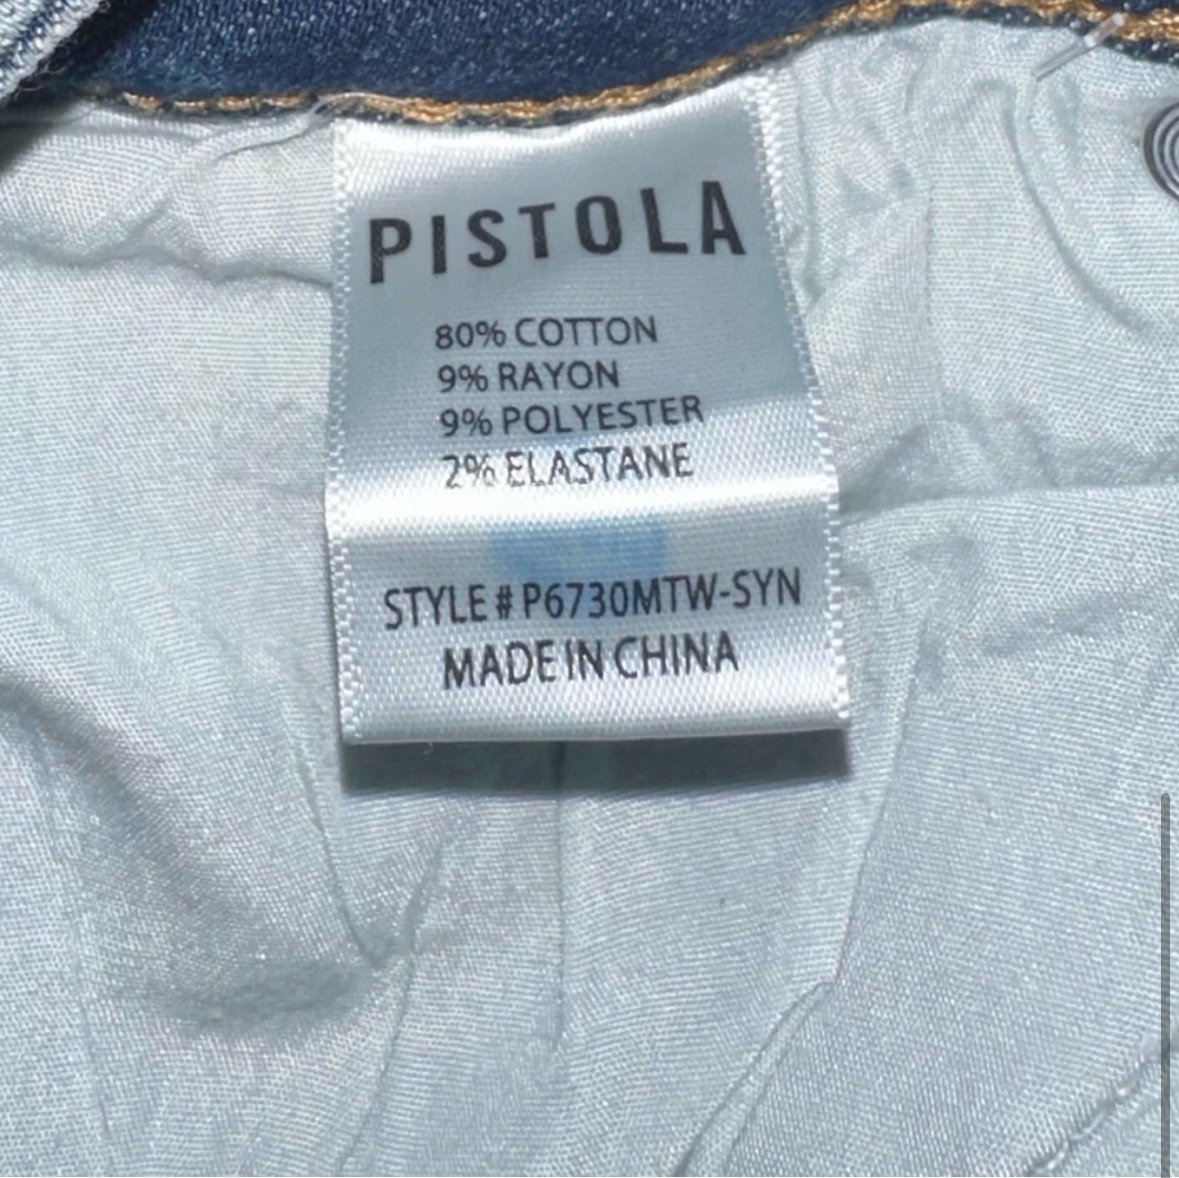 PISTOLA
80% COTTON
9% RAYON
9% POLYESTER
2% ELASTANE
STYLE # P6730MTW-SYN
MADE IN CHINA